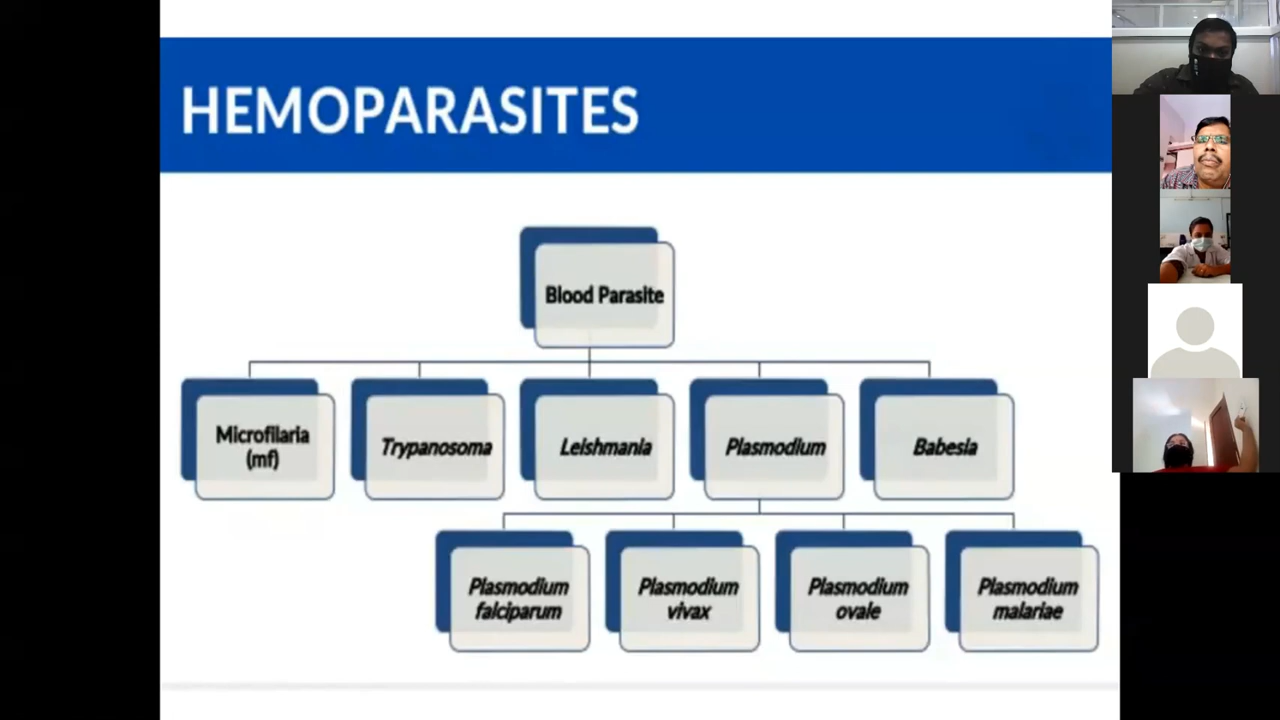 HEMOPARASITES
Blood Parasite
Microfilaria
(mf)
Trypanosoma
Leishmania
Plasmodium
Babesia
Plasmodium
falciparum
Plasmodium
vivax
Plasmodium
ovale
Plasmodium
malariae